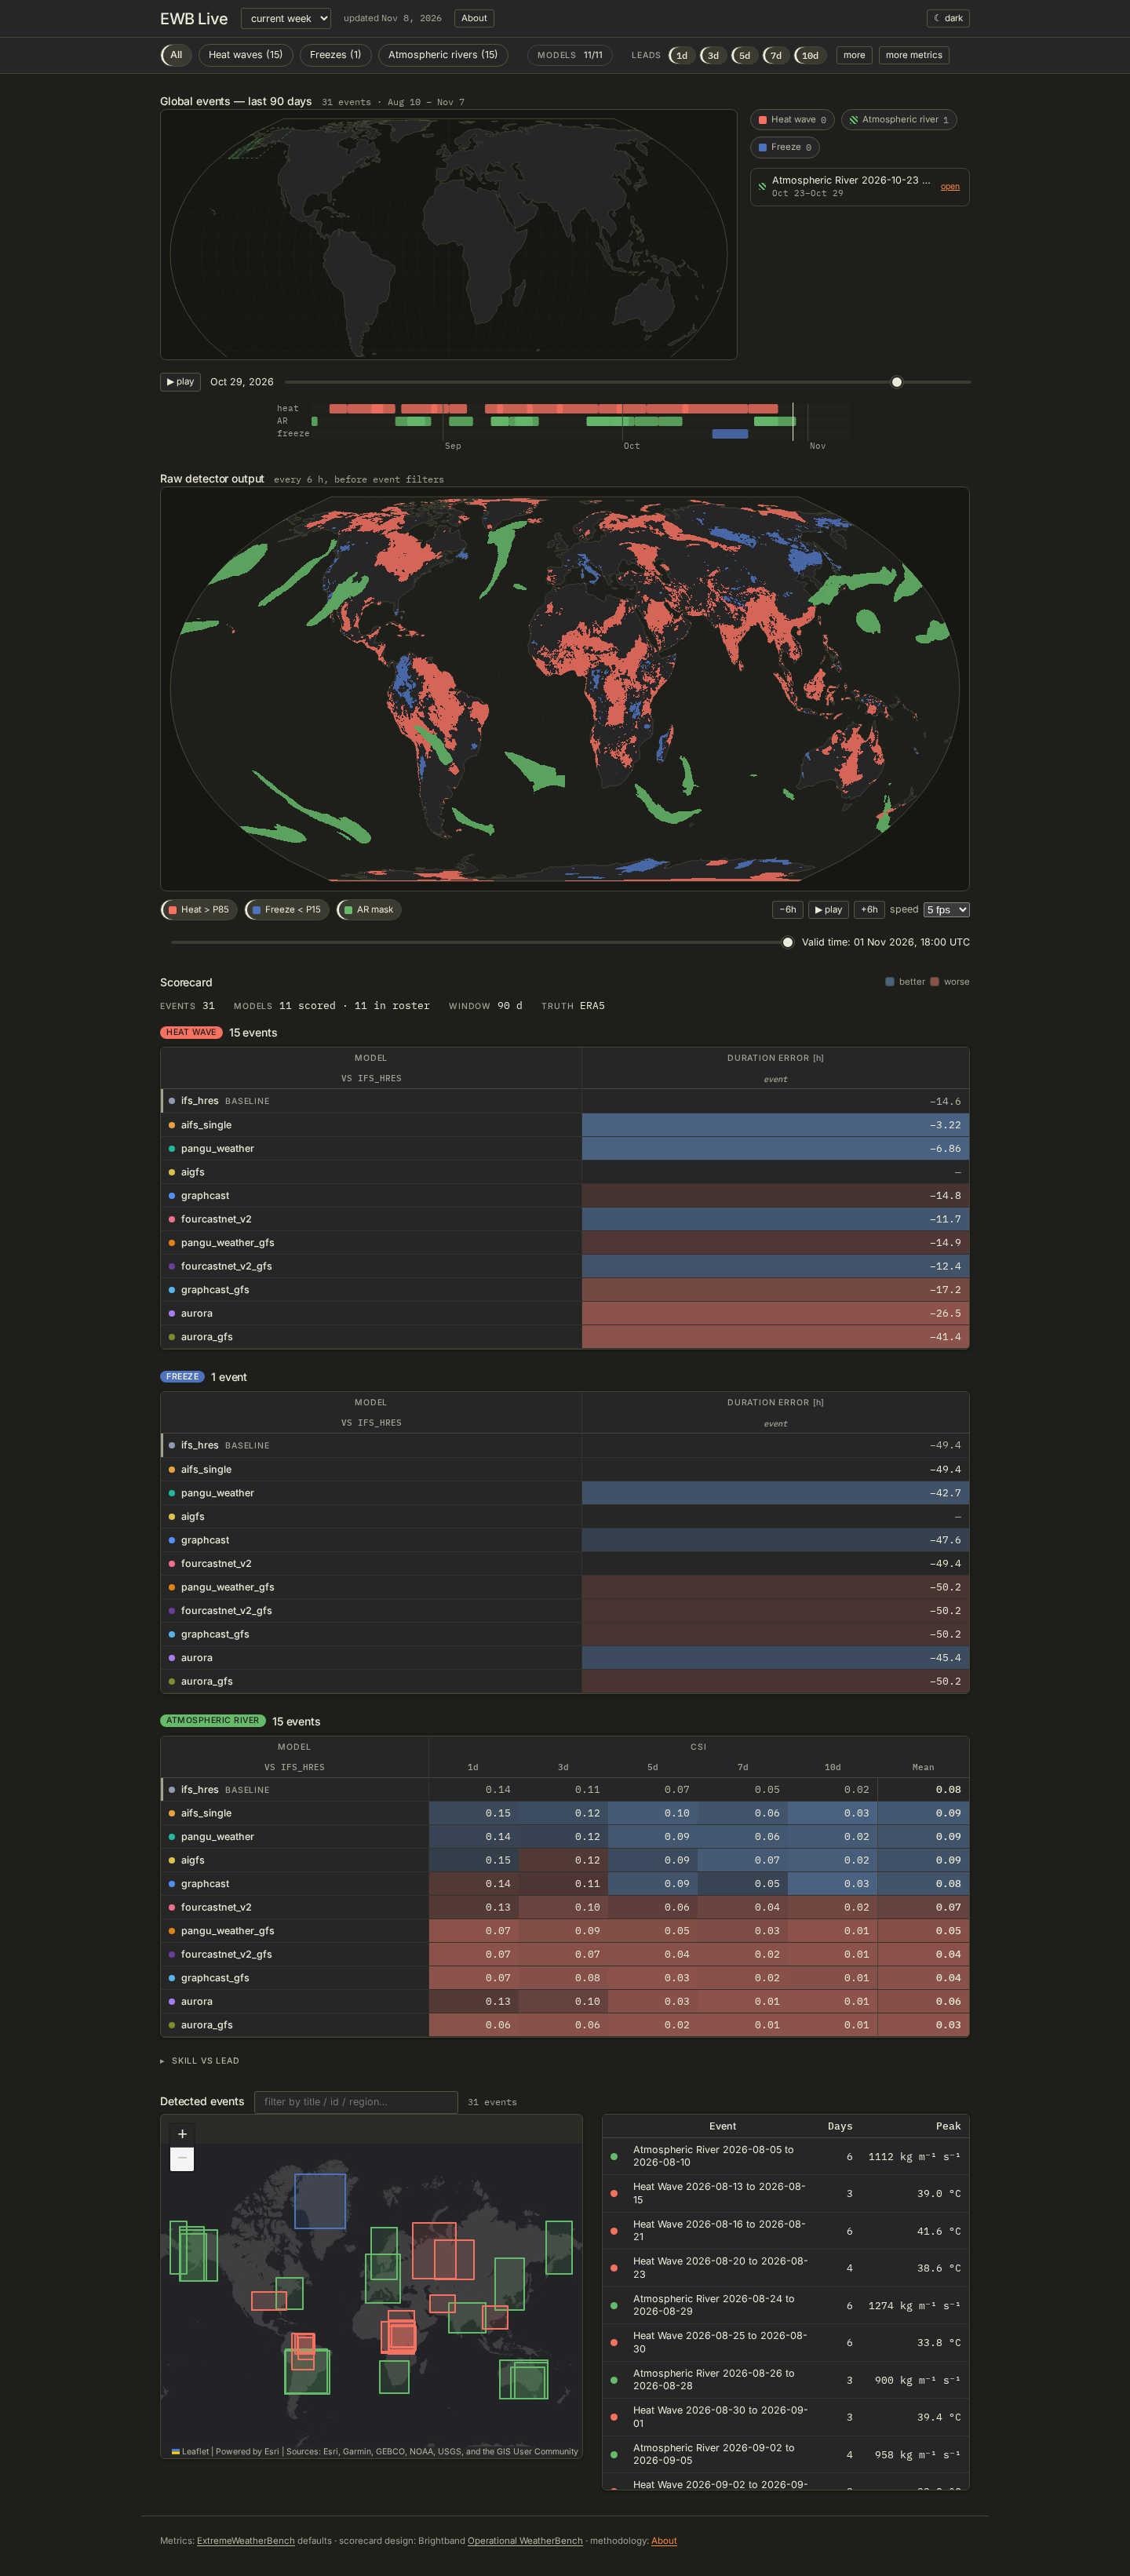 EWB Live current week updated Nov 8, 2026 About ☾ dark
All Heat waves (15) Freezes (1) Atmospheric rivers (15) MODELS 11/11 LEADS 1d 3d 5d 7d 10d more more metrics
Global events — last 90 days 31 events · Aug 10 — Nov 7
Heat wave 0 Atmospheric river 1
Freeze 0
Atmospheric River 2026-10-23 ... open
Oct 23–Oct 29
▶ play Oct 29, 2026
heat
AR
freeze
Sep Oct Nov
Raw detector output every 6 h, before event filters
Heat > P85 Freeze < P15 AR mask −6h ▶ play +6h speed 5 fps
Valid time: 01 Nov 2026, 18:00 UTC
Scorecard better worse
EVENTS 31 MODELS 11 scored · 11 in roster WINDOW 90 d TRUTH ERA5
HEAT WAVE 15 events
MODEL DURATION ERROR [h]
VS IFS_HRES event
ifs_hres BASELINE −14.6
aifs_single −3.22
pangu_weather −6.86
aigfs —
graphcast −14.8
fourcastnet_v2 −11.7
pangu_weather_gfs −14.9
fourcastnet_v2_gfs −12.4
graphcast_gfs −17.2
aurora −26.5
aurora_gfs −41.4
FREEZE 1 event
MODEL DURATION ERROR [h]
VS IFS_HRES event
ifs_hres BASELINE −49.4
aifs_single −49.4
pangu_weather −42.7
aigfs —
graphcast −47.6
fourcastnet_v2 −49.4
pangu_weather_gfs −50.2
fourcastnet_v2_gfs −50.2
graphcast_gfs −50.2
aurora −45.4
aurora_gfs −50.2
ATMOSPHERIC RIVER 15 events
MODEL CSI
VS IFS_HRES 1d 3d 5d 7d 10d Mean
ifs_hres BASELINE 0.14 0.11 0.07 0.05 0.02 0.08
aifs_single 0.15 0.12 0.10 0.06 0.03 0.09
pangu_weather 0.14 0.12 0.09 0.06 0.02 0.09
aigfs 0.15 0.12 0.09 0.07 0.02 0.09
graphcast 0.14 0.11 0.09 0.05 0.03 0.08
fourcastnet_v2 0.13 0.10 0.06 0.04 0.02 0.07
pangu_weather_gfs 0.07 0.09 0.05 0.03 0.01 0.05
fourcastnet_v2_gfs 0.07 0.07 0.04 0.02 0.01 0.04
graphcast_gfs 0.07 0.08 0.03 0.02 0.01 0.04
aurora 0.13 0.10 0.03 0.01 0.01 0.06
aurora_gfs 0.06 0.06 0.02 0.01 0.01 0.03
▸ SKILL VS LEAD
Detected events filter by title / id / region... 31 events
+
−
Leaflet | Powered by Esri | Sources: Esri, Garmin, GEBCO, NOAA, USGS, and the GIS User Community
Event Days Peak
Atmospheric River 2026-08-05 to
2026-08-10 6 1112 kg m⁻¹ s⁻¹
Heat Wave 2026-08-13 to 2026-08-
15 3 39.0 °C
Heat Wave 2026-08-16 to 2026-08-
21 6 41.6 °C
Heat Wave 2026-08-20 to 2026-08-
23 4 38.6 °C
Atmospheric River 2026-08-24 to
2026-08-29 6 1274 kg m⁻¹ s⁻¹
Heat Wave 2026-08-25 to 2026-08-
30 6 33.8 °C
Atmospheric River 2026-08-26 to
2026-08-28 3 900 kg m⁻¹ s⁻¹
Heat Wave 2026-08-30 to 2026-09-
01 3 39.4 °C
Atmospheric River 2026-09-02 to
2026-09-05 4 958 kg m⁻¹ s⁻¹
Heat Wave 2026-09-02 to 2026-09-
Metrics: ExtremeWeatherBench defaults · scorecard design: Brightband Operational WeatherBench · methodology: About